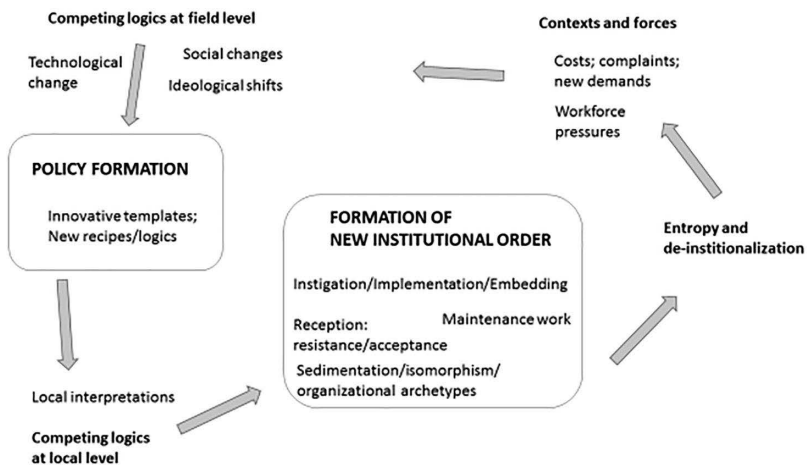 Competing logics at field level
Technological
change
Social changes
Ideological shifts
Contexts and forces
Costs; complaints;
new demands
Workforce
pressures
POLICY FORMATION
Innovative templates;
New recipes/logics
FORMATION OF
NEW INSTITUTIONAL ORDER
Instigation/Implementation/Embedding
Maintenance work
Reception:
resistance/acceptance
Sedimentation/isomorphism/
organizational archetypes
Entropy and
de-institionalization
Local interpretations
Competing logics
at local level